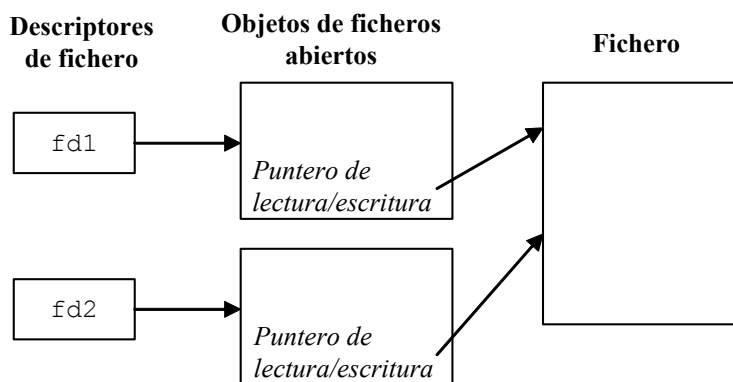 Descriptores
de fichero
Objetos de ficheros
abiertos
Fichero
fd1
Puntero de
lectura/escritura
fd2
Puntero de
lectura/escritura